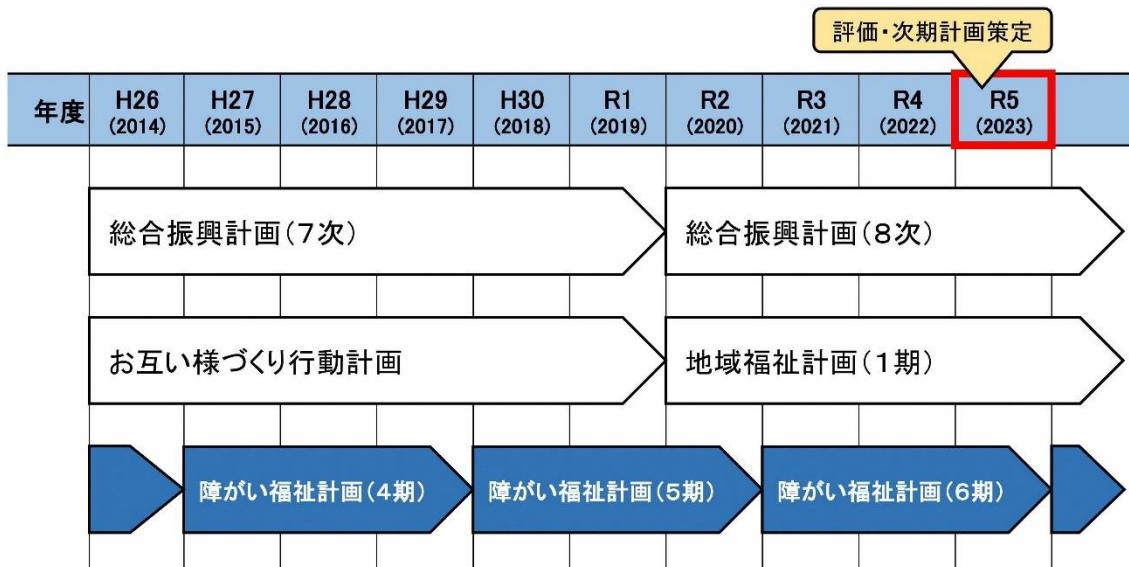 評価・次期計画策定
年度 H26 H27 H28 H29 H30 R1 R2 R3 R4 R5
(2014) (2015) (2016) (2017) (2018) (2019) (2020) (2021) (2022) (2023)
総合振興計画(7次) 総合振興計画(8次)
お互い様づくり行動計画 地域福祉計画(1期)
障がい福祉計画(4期) 障がい福祉計画(5期) 障がい福祉計画(6期)